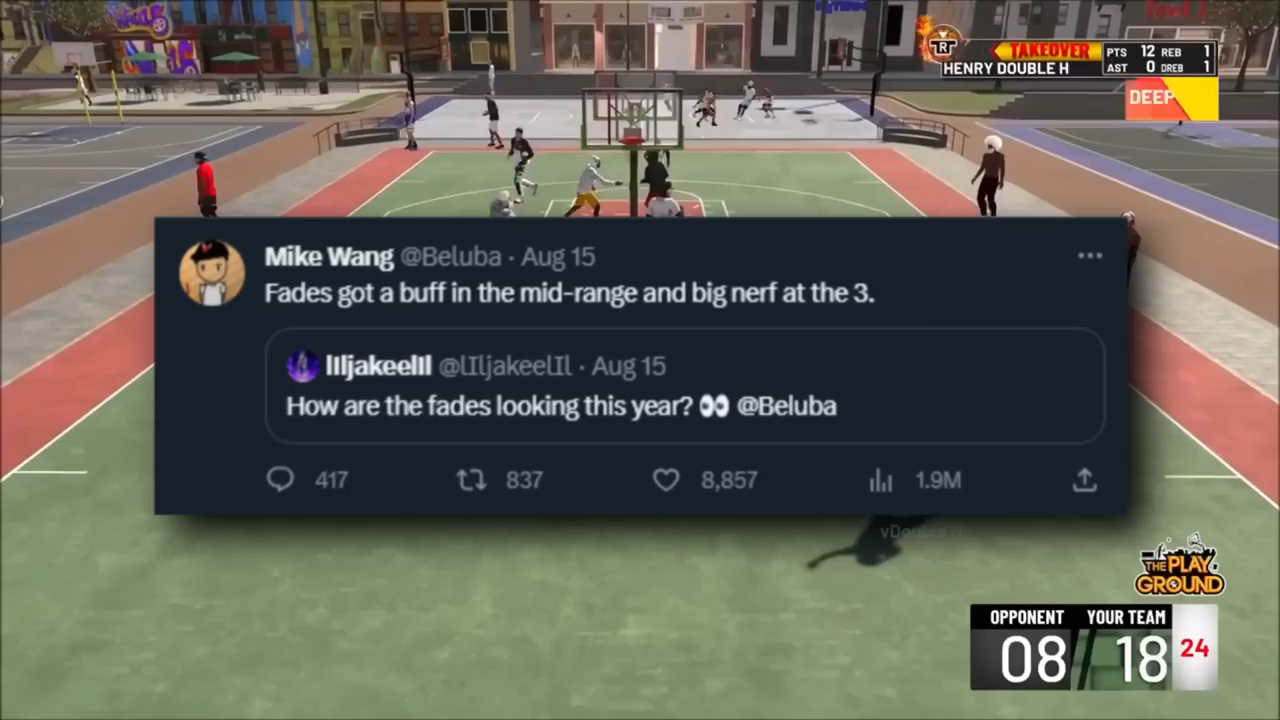 TR
TAKEOVER
HENRY DOUBLE H
PTS 12 REB 1
AST 0 DREB 1
DEEP
Mike Wang @Beluba · Aug 15
Fades got a buff in the mid-range and big nerf at the 3.
lIljakeelIl @lIljakeelIl · Aug 15
How are the fades looking this year? 👀 @Beluba
417 837 8,857 1.9M
THE PLAY
GROUND
OPPONENT YOUR TEAM
08 18 24